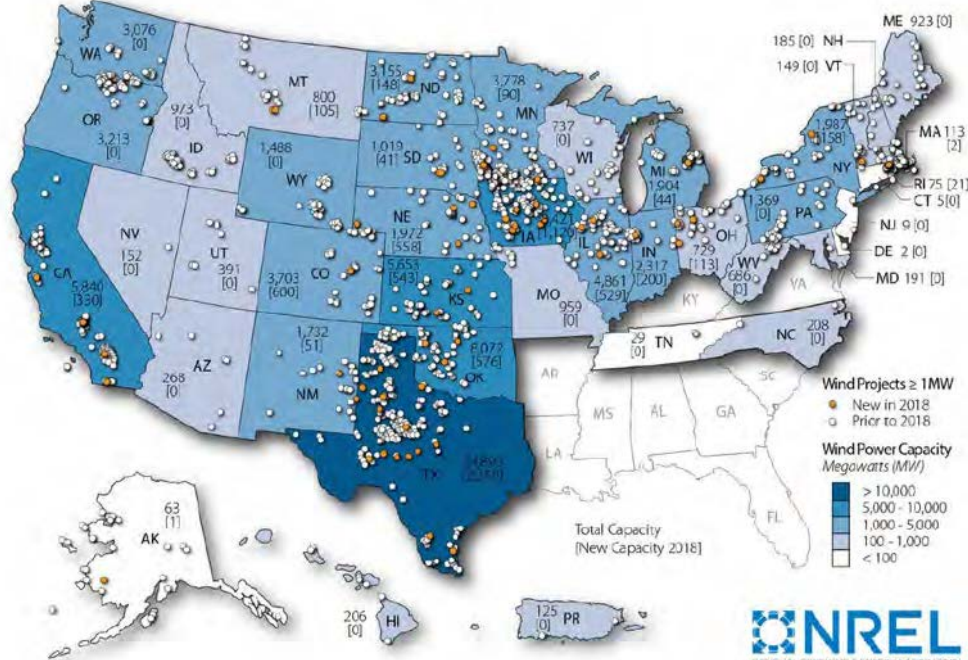 ME 923 [0]
185 [0] NH
149 [0] VT
3,076
[0]
WA
MT
800
[105]
3,155
[148]
ND
3,778
[90]
MN
OR
3,213
[0]
973
[0]
ID
1,488
[0]
WY
1,019
[41]
SD
737
[0]
WI
MI
1,904
[44]
1,987
[158]
NY
MA 113
[2]
RI 75 [21]
CT 5[0]
NJ 9 [0]
DE 2 [0]
MD 191 [0]
1,369
[0]
PA
NE
1,972
[558]
IA
IL
4,861
[529]
IN
2,317
[200]
OH
729
[113]
WV
686
[0]
VA
KY
NV
152
[0]
UT
391
[0]
CO
3,703
[600]
5,653
[543]
KS
MO
959
[0]
CA
5,840
[330]
AZ
268
[0]
1,732
[51]
NM
8,072
[576]
OK
29
[0]
TN
NC
208
[0]
AR
SC
MS
AL
GA
LA
FL
TX
Wind Projects ≥ 1MW
New in 2018
Prior to 2018
Wind Power Capacity
Megawatts (MW)
> 10,000
5,000 - 10,000
1,000 - 5,000
100 - 1,000
< 100
Total Capacity
[New Capacity 2018]
63
[1]
AK
206
[0]
HI
125
[0]
PR
NREL